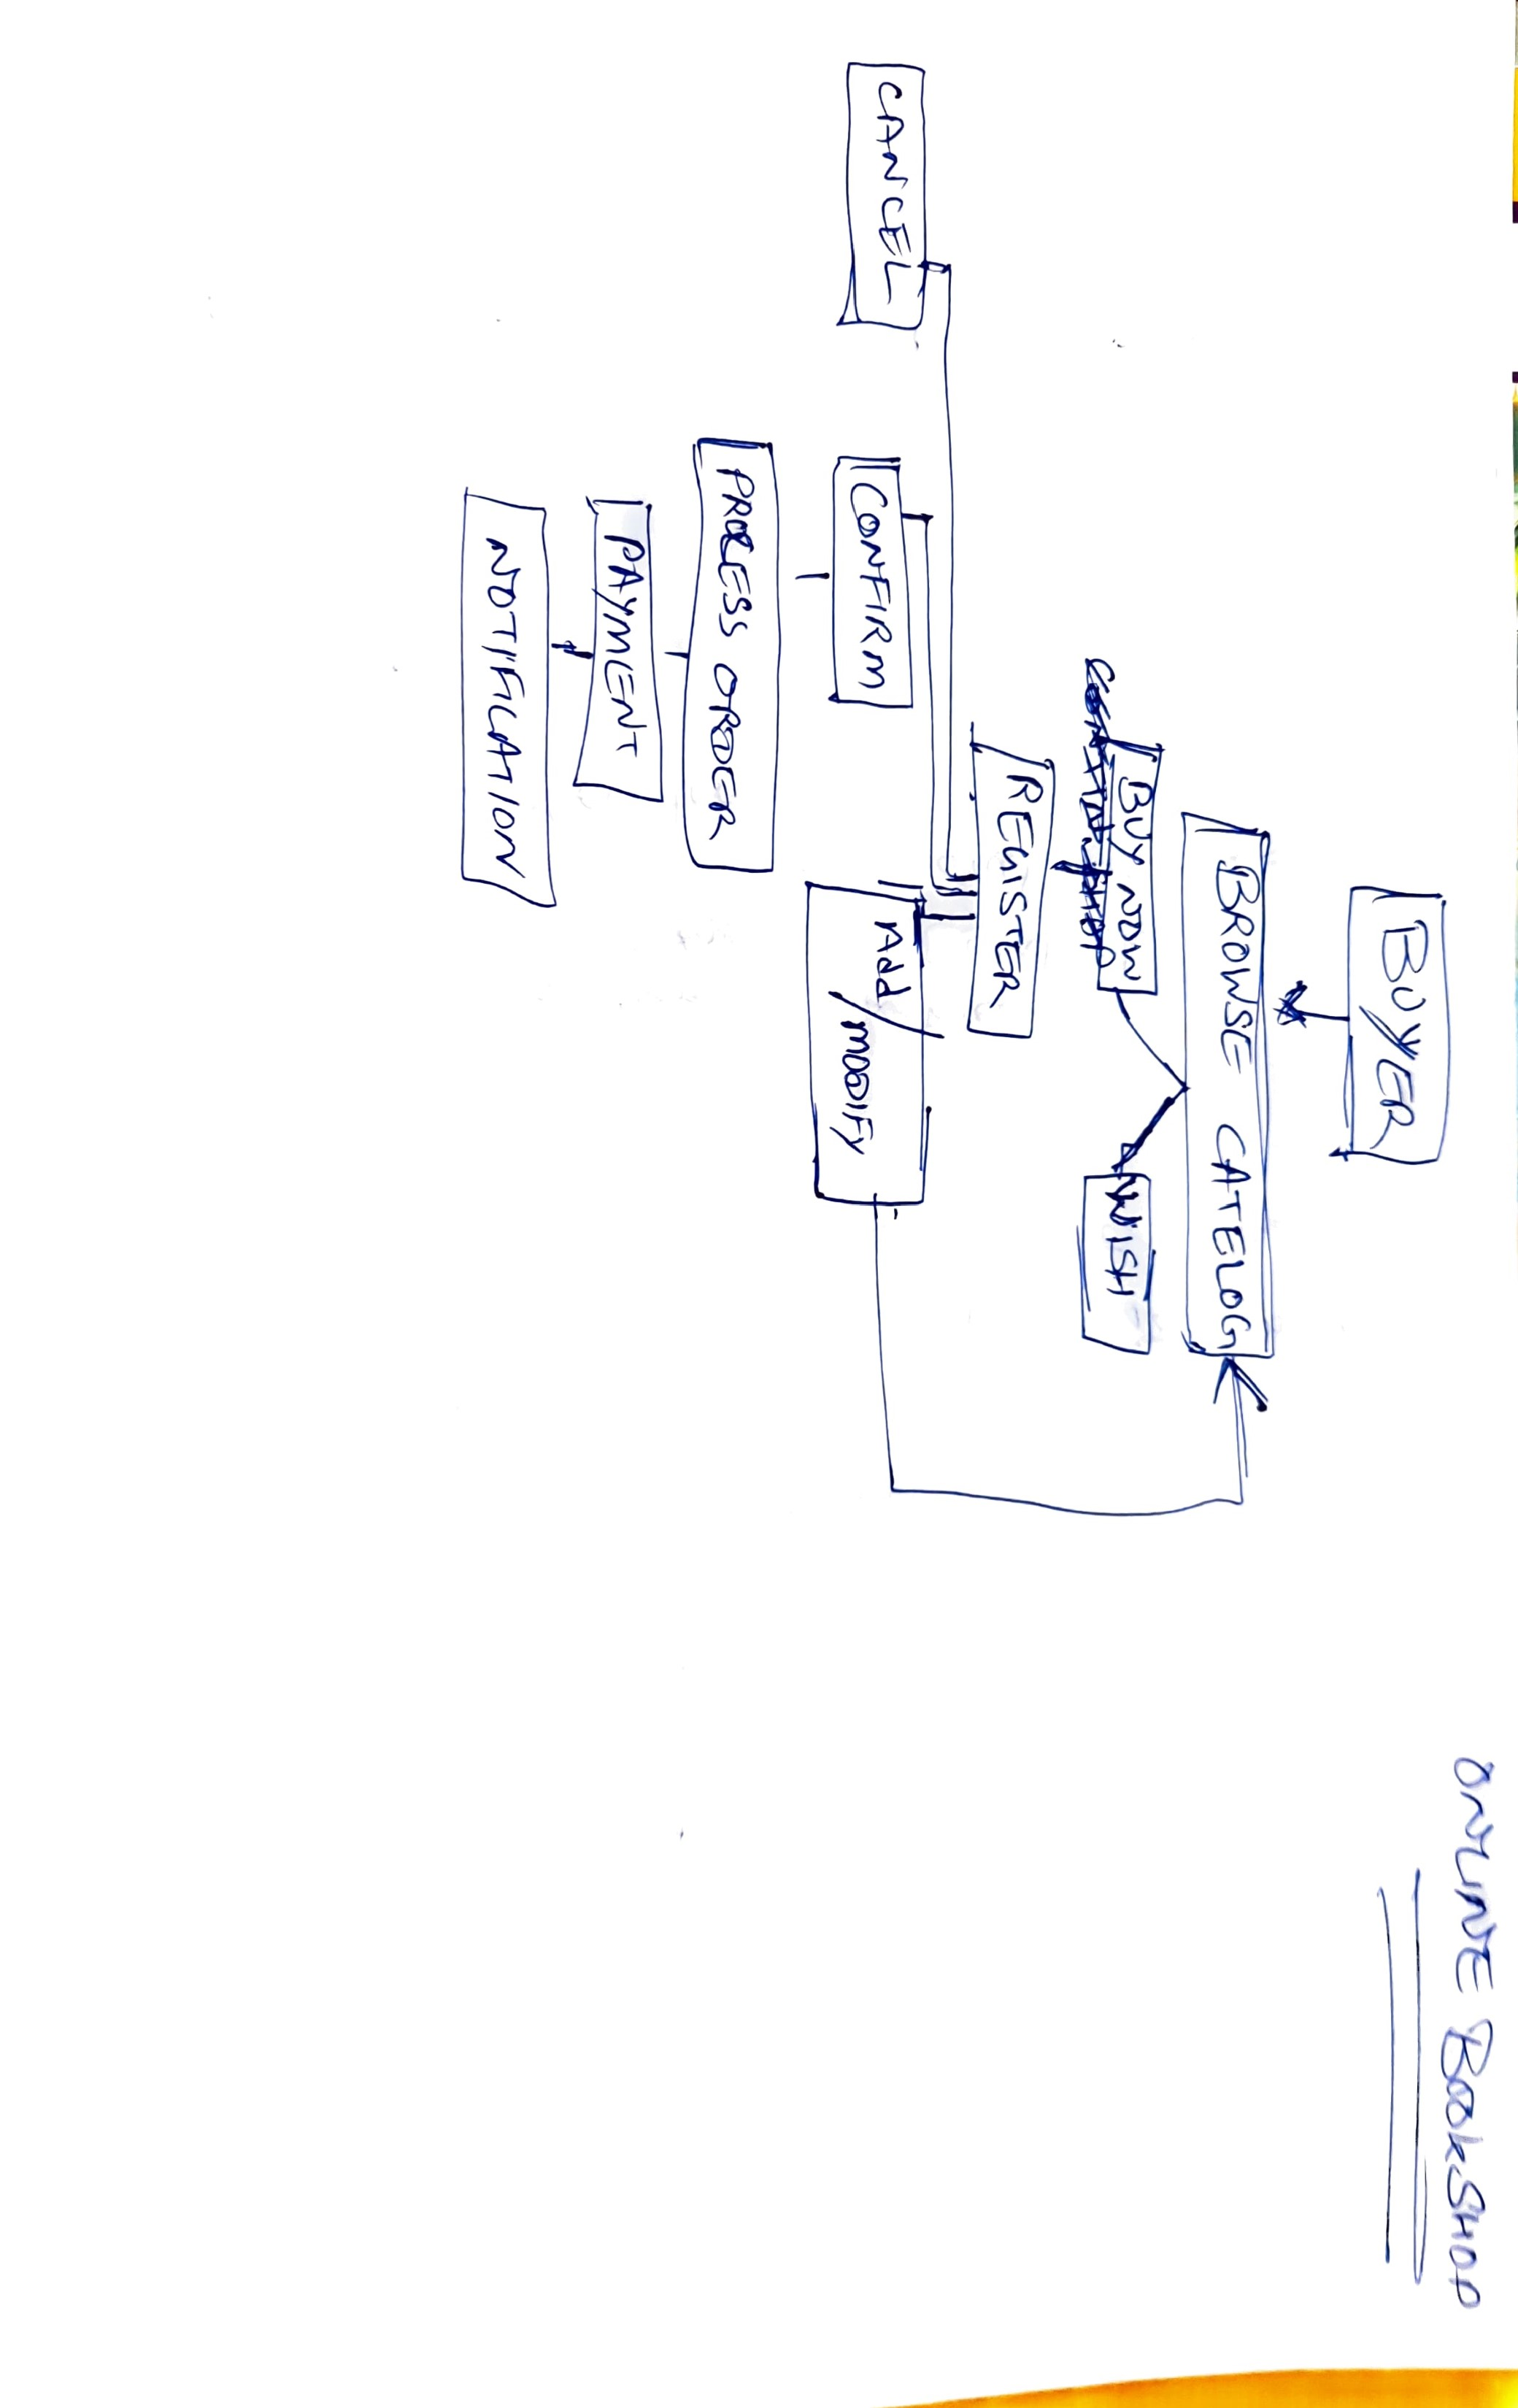 ONLINE BOOKSHOP
BUYER
BROWSE CATELOG
BUY NOW
WISH
REGISTER
CANCEL
CONFIRM
Add/MODIFY
PROCESS ORDER
PAYMENT
NOTIFICATION